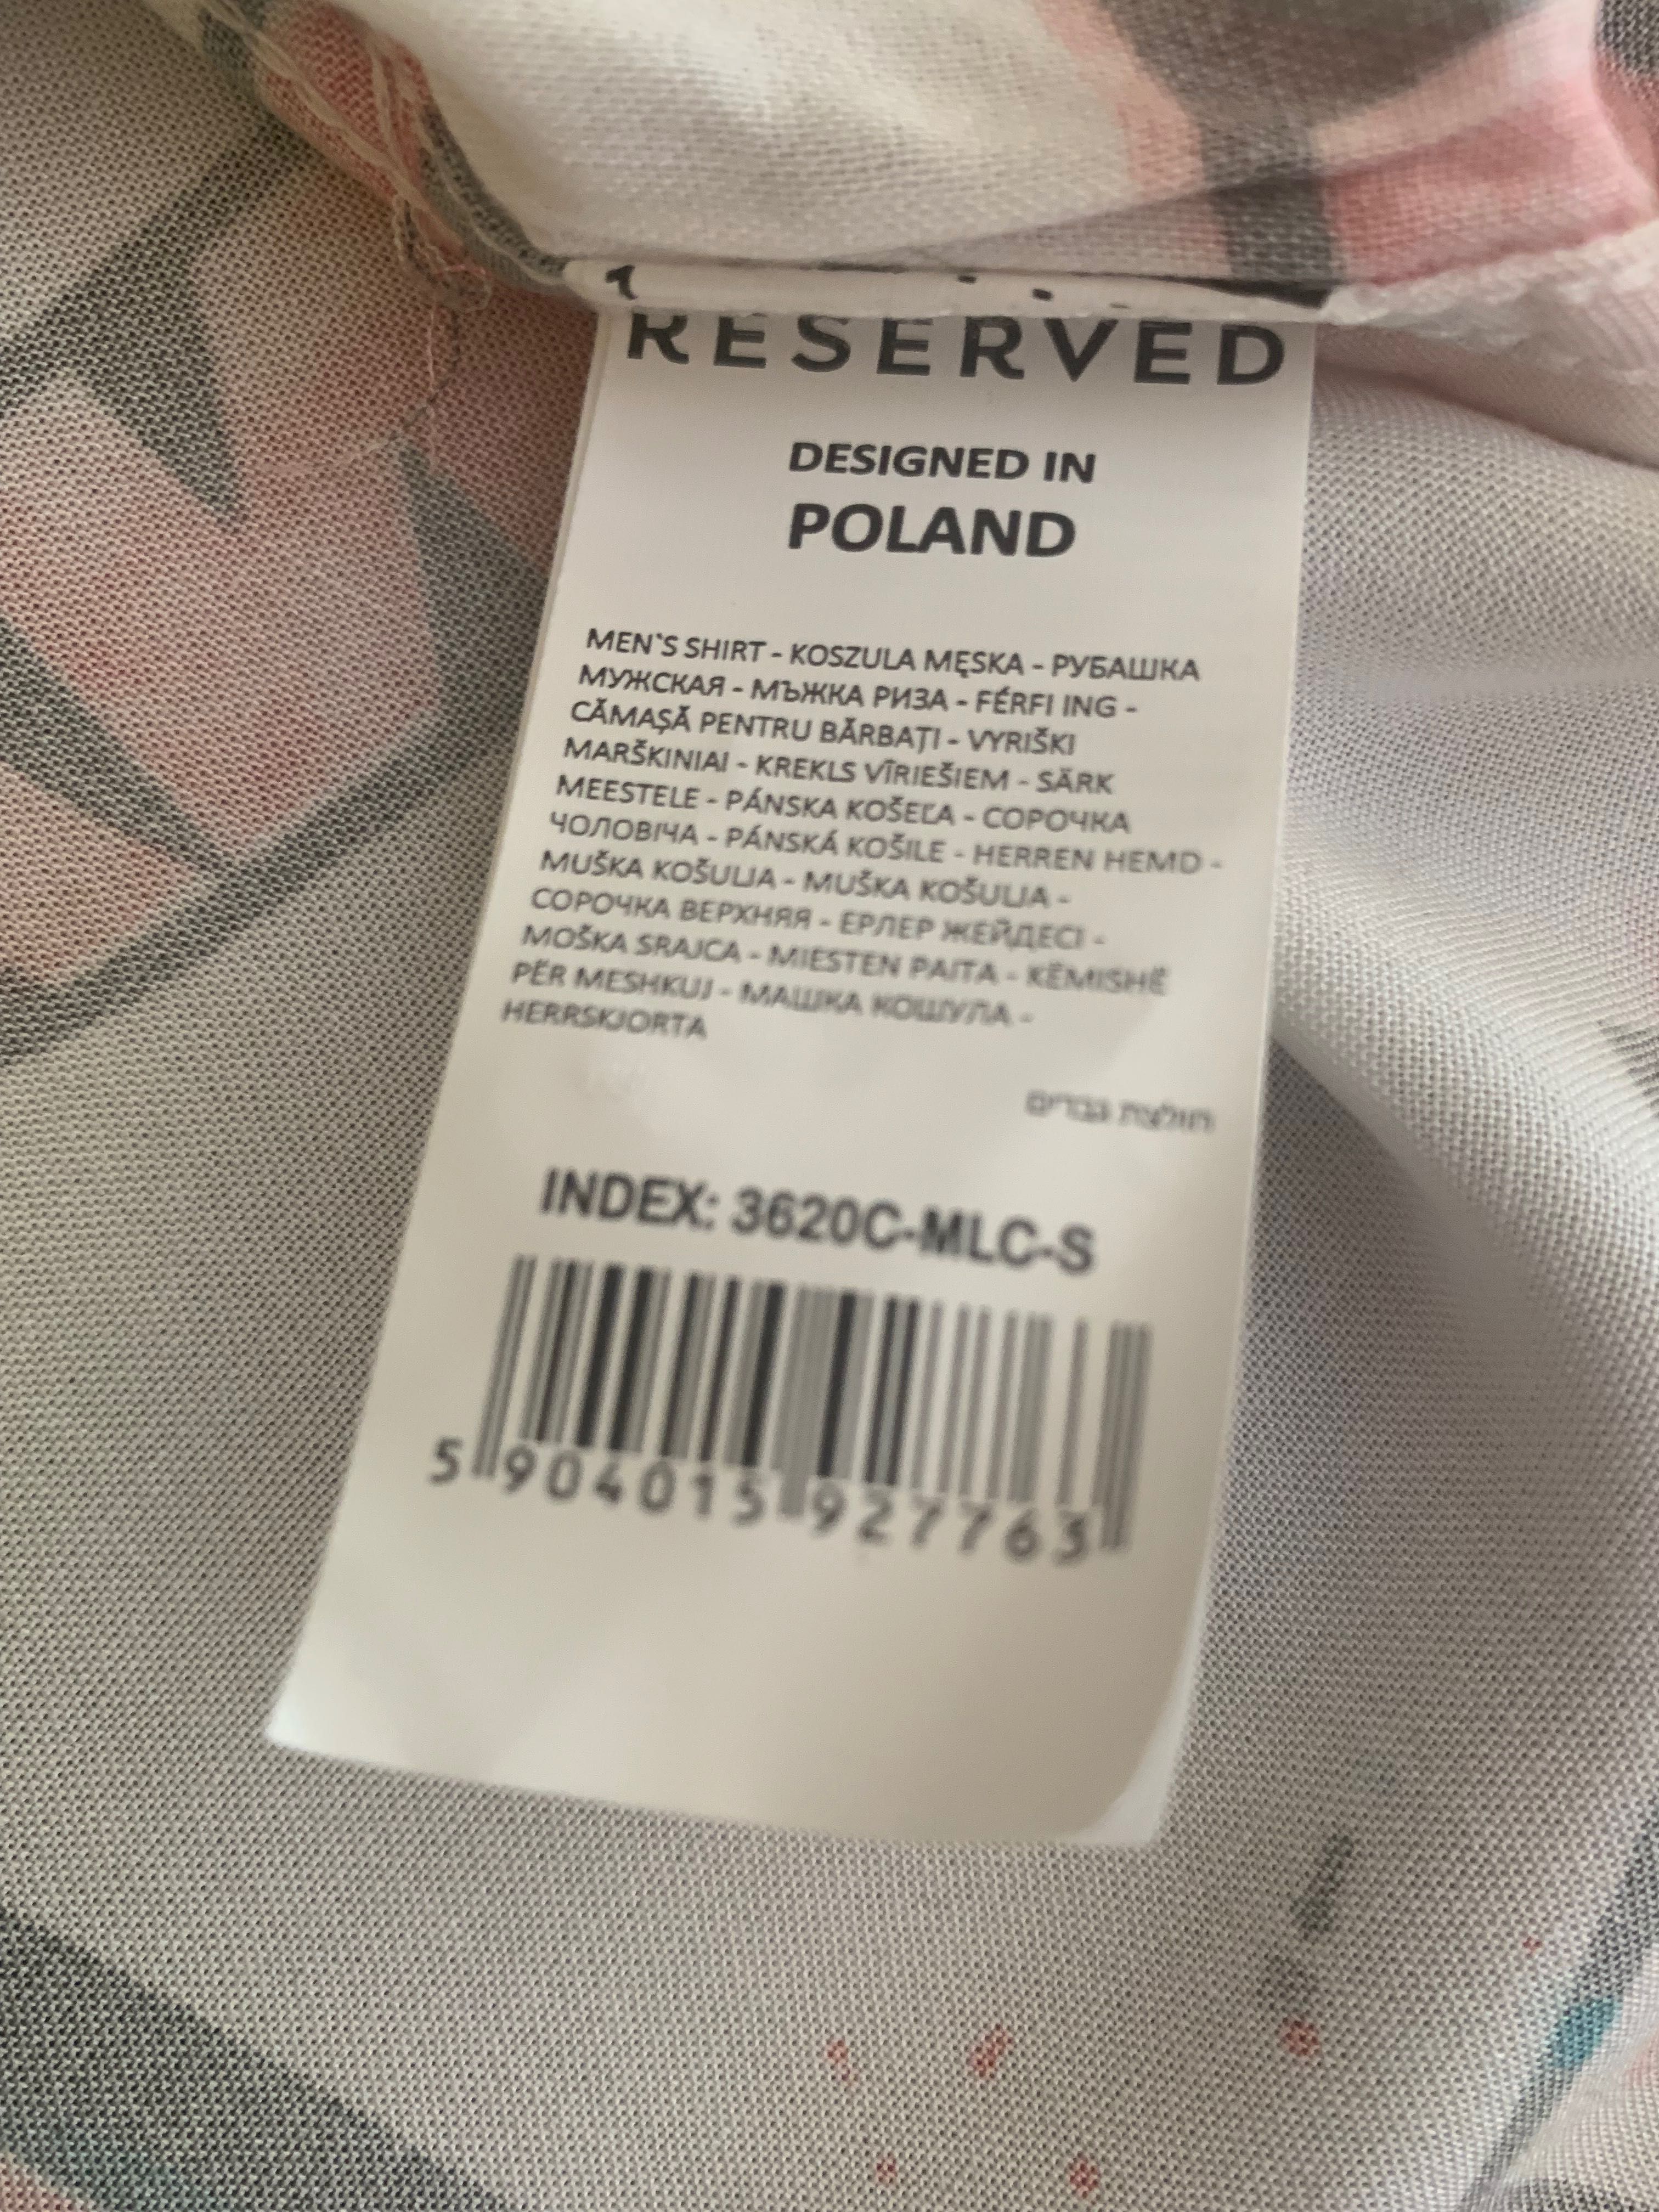 RESERVED
DESIGNED IN
POLAND
MEN`S SHIRT - KOSZULA MĘSKA - РУБАШКА
МУЖСКАЯ - МЪЖКА РИЗА - FÉRFI ING -
CĂMAŞĂ PENTRU BĂRBAŢI - VYRIŠKI
MARŠKINIAI - KREKLS VĪRIEŠIEM - SÄRK
MEESTELE - PÁNSKA KOŠEĽA - СОРОЧКА
ЧОЛОВІЧА - PÁNSKÁ KOŠILE - HERREN HEMD -
MUŠKA KOŠULJA - MUŠKA KOŠULJA -
СОРОЧКА ВЕРХНЯЯ - ЕРЛЕР ЖЕЙДЕСІ -
MOŠKA SRAJCA - MIESTEN PAITA - KËMISHË
PËR MESHKUJ - МАШКА КОШУЛА -
HERRSKJORTA
חולצת גברים
INDEX: 3620C-MLC-S
5 904015 927763